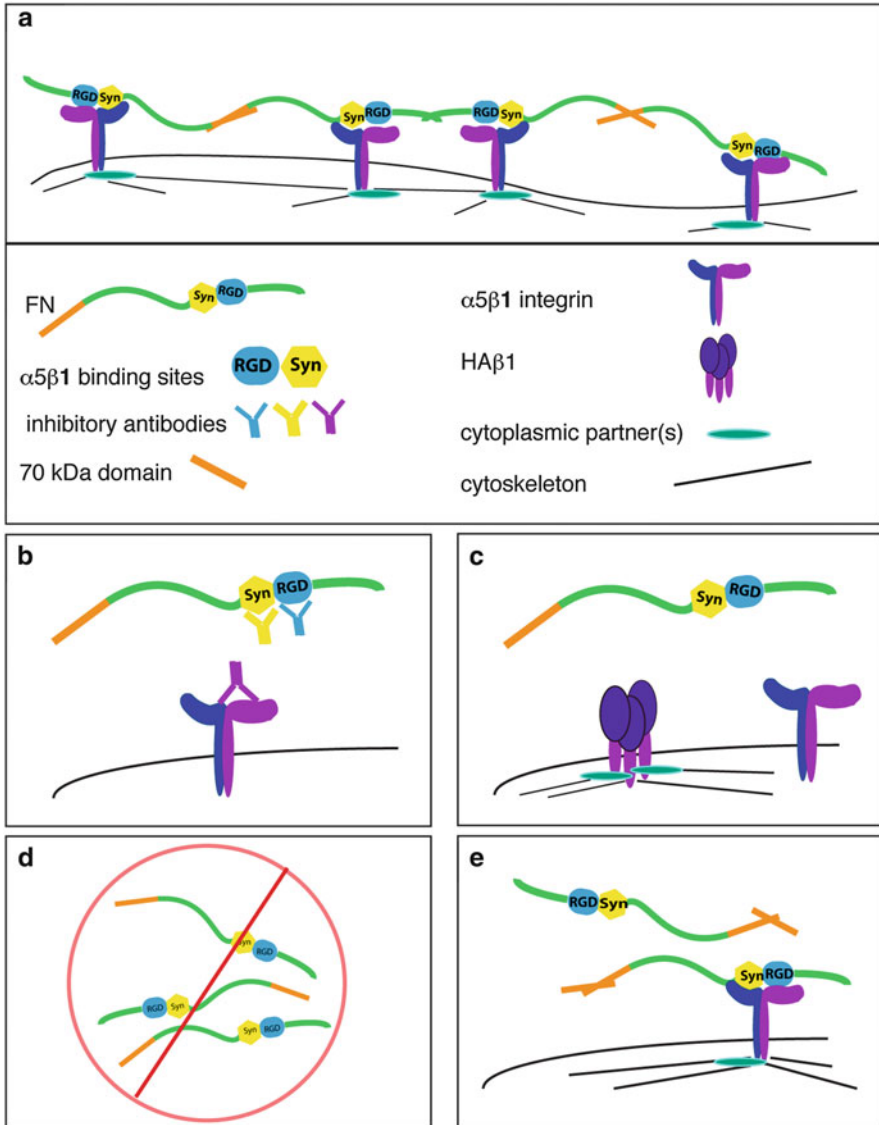 a
RGD Syn Syn RGD RGD Syn Syn RGD
FN
Syn RGD
α5β1 binding sites
RGD Syn
inhibitory antibodies
70 kDa domain
α5β1 integrin
HAβ1
cytoplasmic partner(s)
cytoskeleton
b
Syn RGD
c
Syn RGD
d
Syn RGD
RGD Syn
Syn RGD
e
RGD Syn
Syn RGD